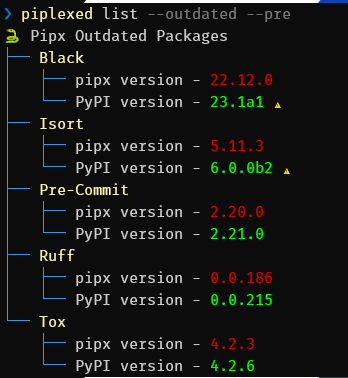 ❯ piplexed list --outdated --pre
🐍 Pipx Outdated Packages
├── Black
│   ├── pipx version - 22.12.0
│   └── PyPI version - 23.1a1 ⚠
├── Isort
│   ├── pipx version - 5.11.3
│   └── PyPI version - 6.0.0b2 ⚠
├── Pre-Commit
│   ├── pipx version - 2.20.0
│   └── PyPI version - 2.21.0
├── Ruff
│   ├── pipx version - 0.0.186
│   └── PyPI version - 0.0.215
└── Tox
    ├── pipx version - 4.2.3
    └── PyPI version - 4.2.6